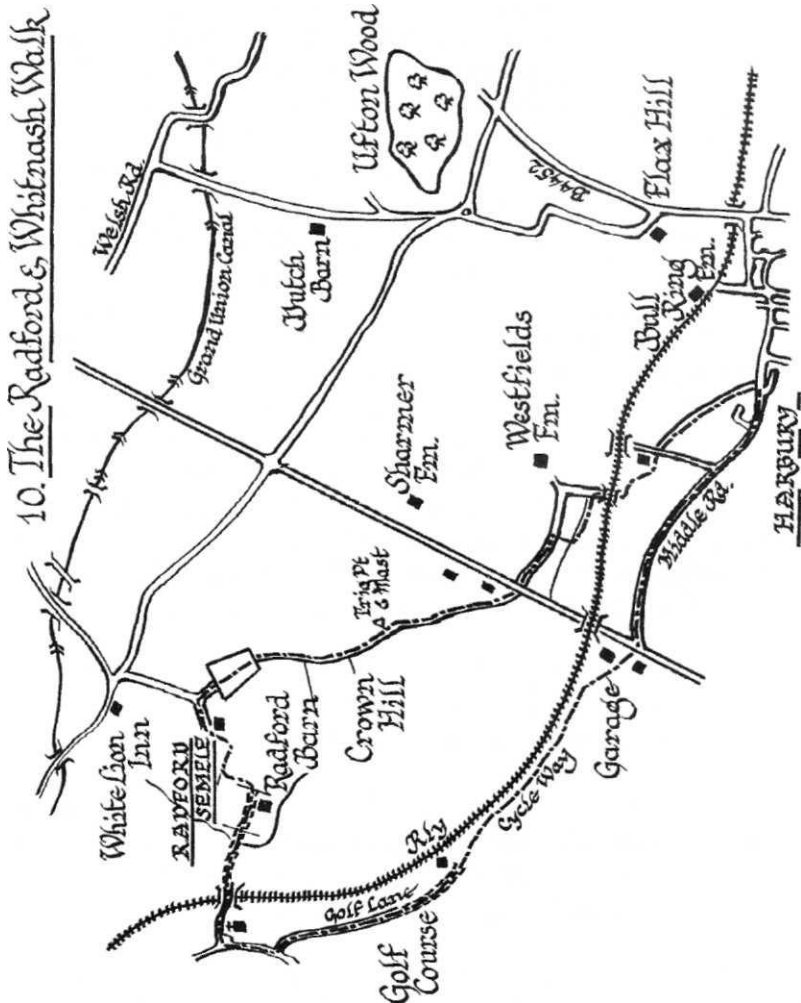 10. The Radford & Whitnash Walk
Welsh Rd.
Grand Union Canal
Ufton Wood
Dutch
Barn
B4452
Flax Hill
White Lion
Inn
RADFORD
SEMELE
Radford
Barn
Crown
Hill
Trig Pt
& Mast
Sharmer
Fm.
Westfields
Fm.
Bull
Ring
Fm.
Rly
Golf Lane
Golf
Course
Cycle Way
Garage
Middle Rd.
HARBURY